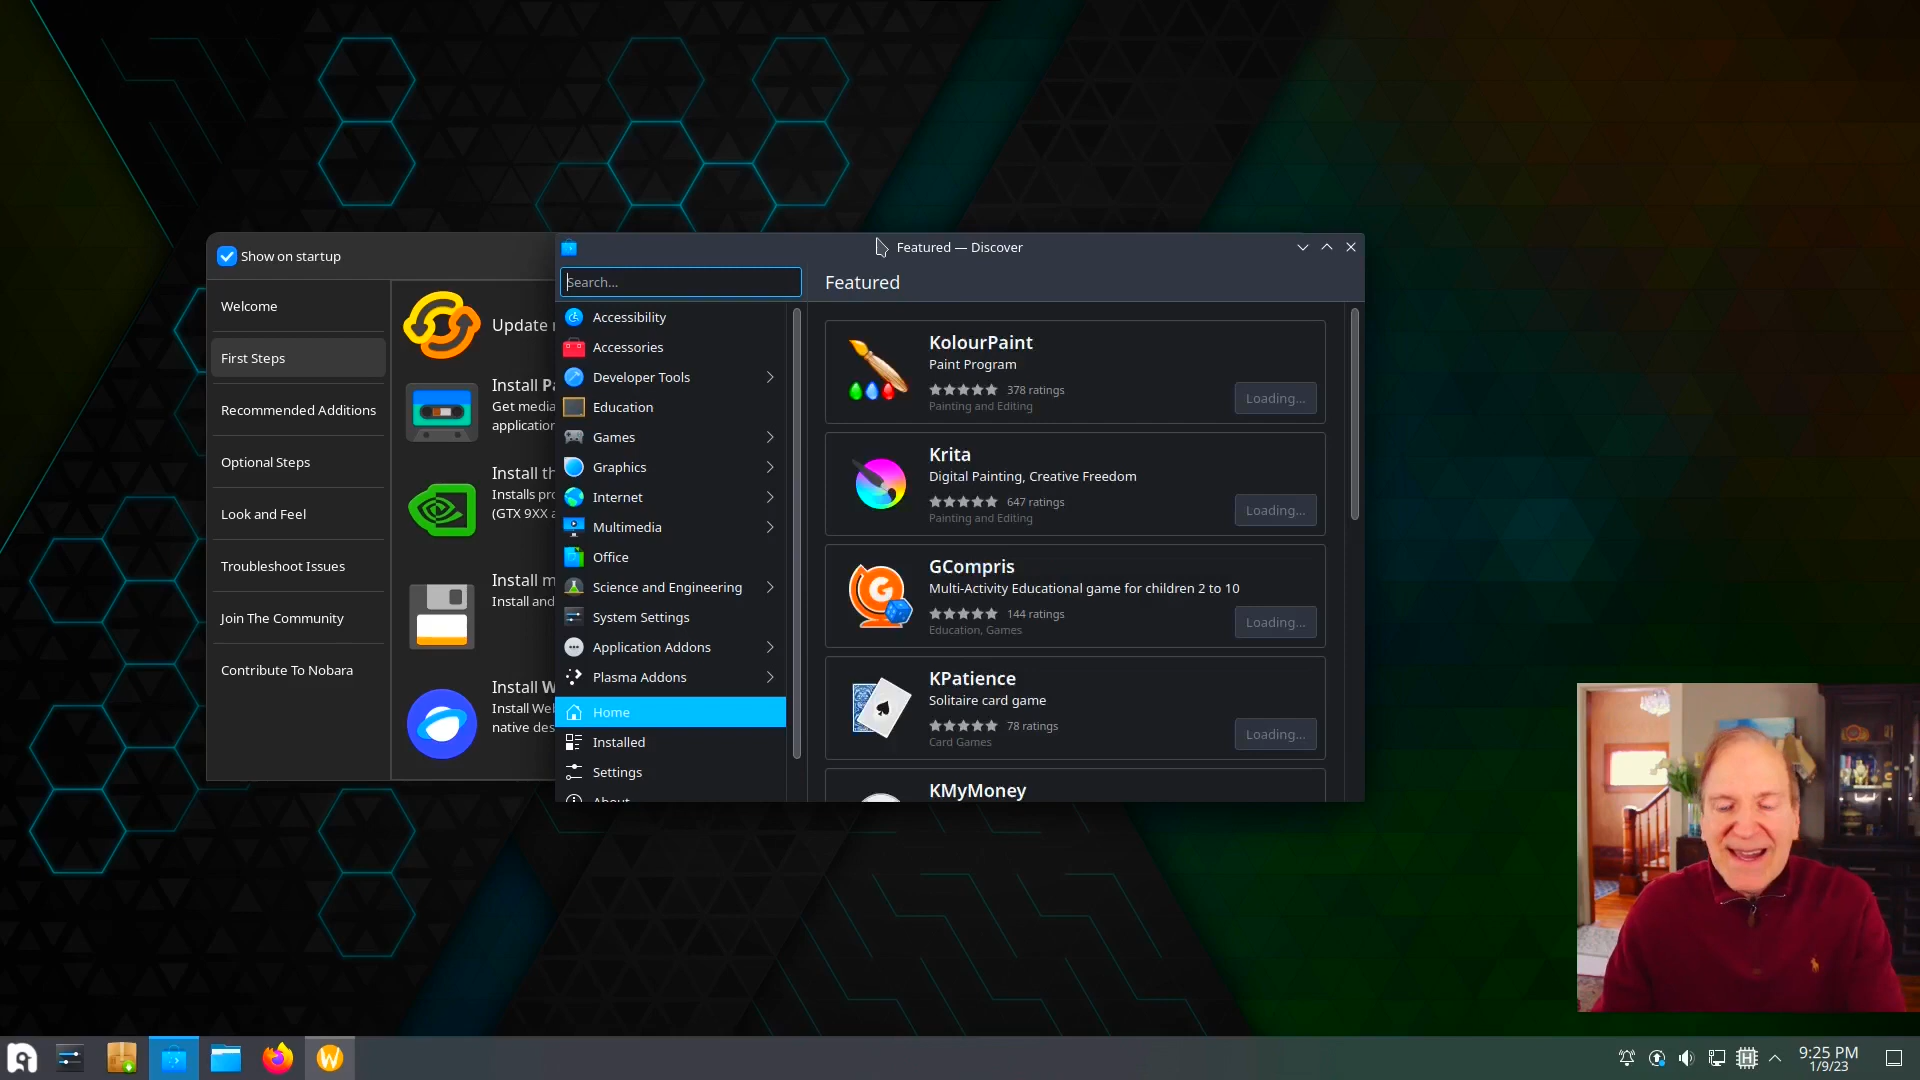 Show on startup
Welcome
First Steps
Recommended Additions
Optional Steps
Look and Feel
Troubleshoot Issues
Join The Community
Contribute To Nobara
Update
Install
Get media
application
Install
Installs
(GTX 9XX
Install
Install and
Install
Install
native
Featured — Discover
Search...
Accessibility
Accessories
Developer Tools
Education
Games
Graphics
Internet
Multimedia
Office
Science and Engineering
System Settings
Application Addons
Plasma Addons
Home
Installed
Settings
About
Featured
KolourPaint
Paint Program
378 ratings
Painting and Editing
Loading...
Krita
Digital Painting, Creative Freedom
647 ratings
Painting and Editing
Loading...
GCompris
Multi-Activity Educational game for children 2 to 10
144 ratings
Education, Games
Loading...
KPatience
Solitaire card game
78 ratings
Card Games
Loading...
KMyMoney
9:25 PM
1/9/23